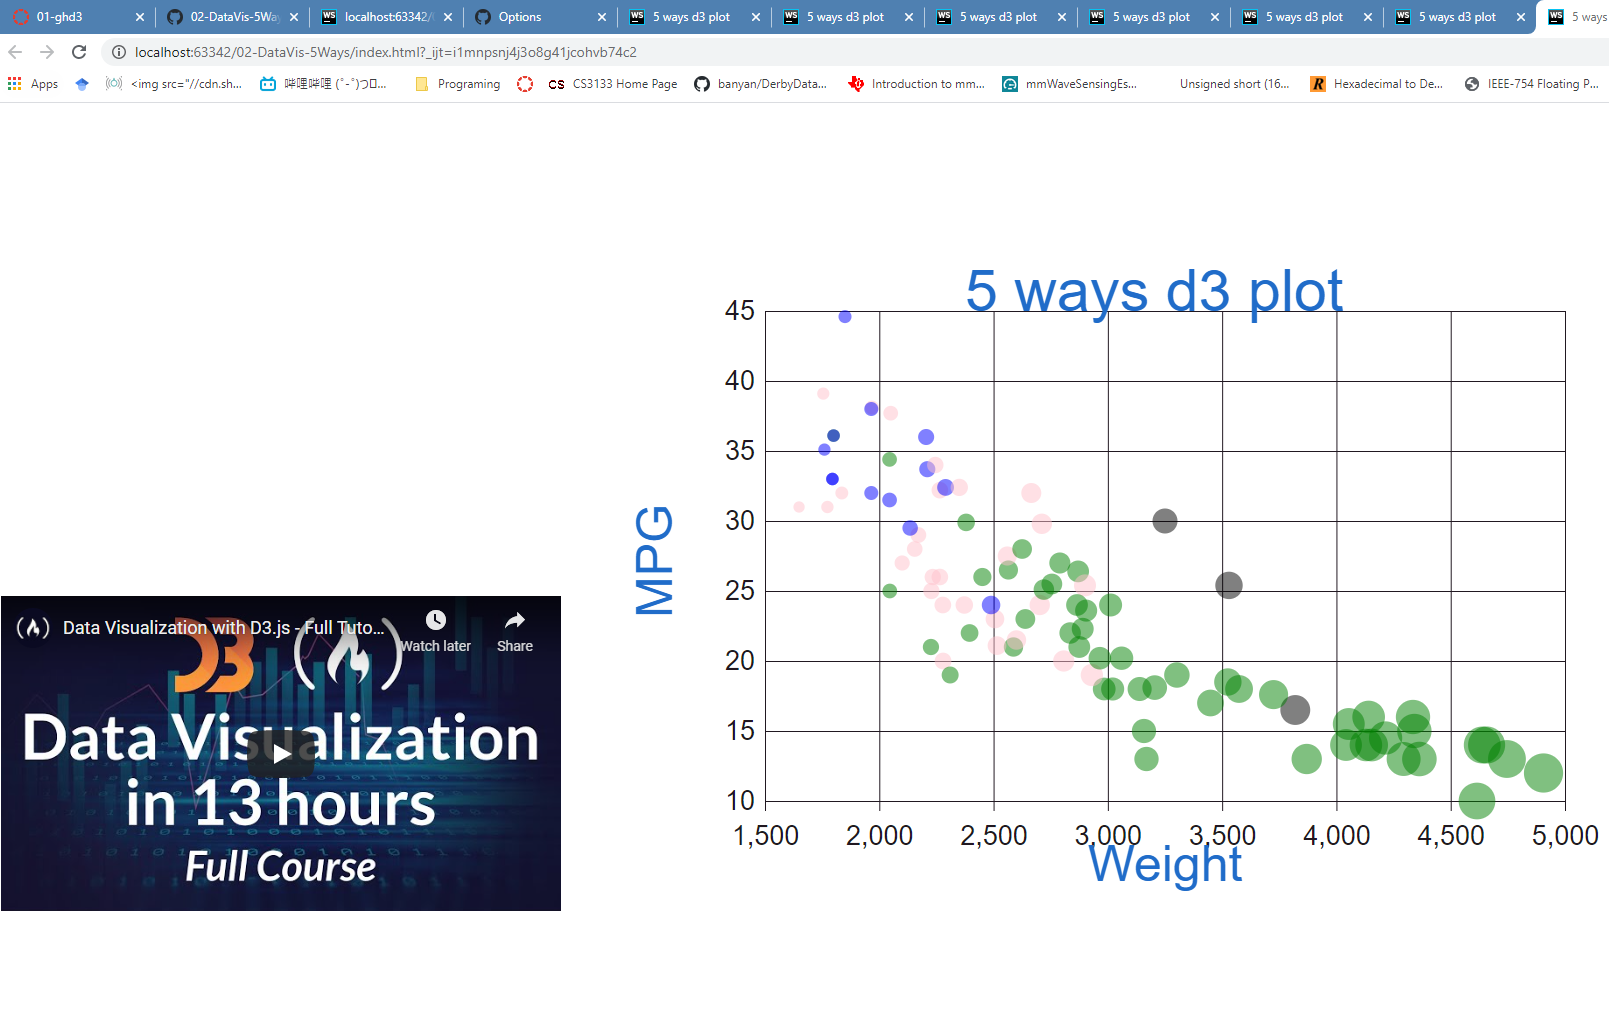 01-ghd3
02-DataVis-5Way
localhost:63342/
Options
5 ways d3 plot
5 ways d3 plot
5 ways d3 plot
5 ways d3 plot
5 ways d3 plot
5 ways d3 plot
5 ways
localhost:63342/02-DataVis-5Ways/index.html?_ijt=i1mnpsnj4j3o8g41jcohvb74c2
Apps
<img src="//cdn.sh...
哔哩哔哩
Programing
CS
CS3133 Home Page
banyan/DerbyData...
Introduction to mm...
mmWaveSensingEs...
Unsigned short (16...
Hexadecimal to De...
IEEE-754 Floating P...
5 ways d3 plot
45
40
35
30
25
20
15
10
MPG
1,500 2,000 2,500 3,000 3,500 4,000 4,500 5,000
Weight
Data Visualization with D3.js - Full Tuto...
Watch later
Share
Data Visualization
in 13 hours
Full Course